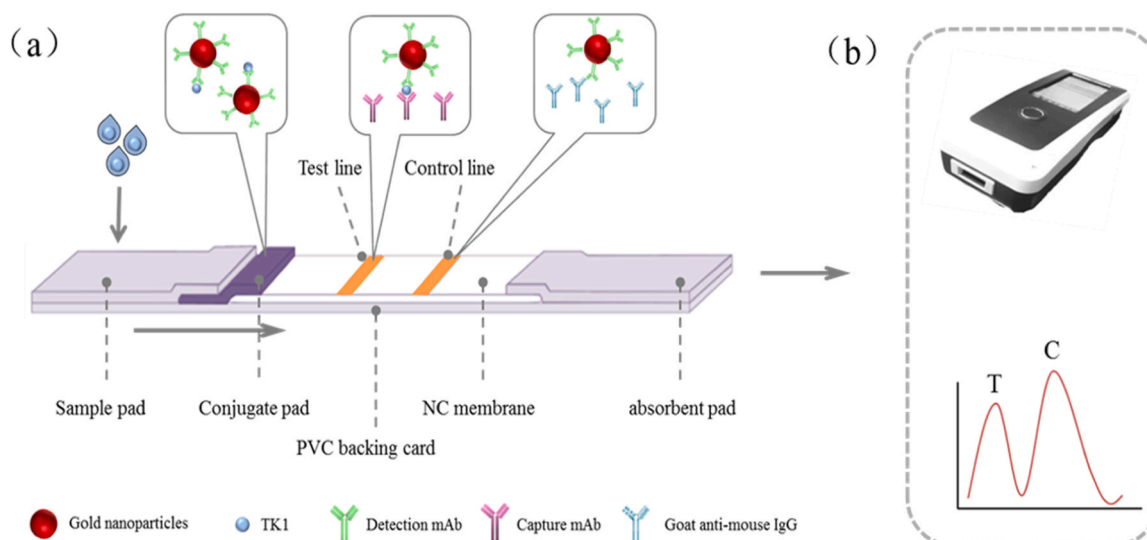 (a)
(b)
Test line
Control line
Sample pad
Conjugate pad
NC membrane
absorbent pad
PVC backing card
T
C
Gold nanoparticles
TK1
Detection mAb
Capture mAb
Goat anti-mouse IgG